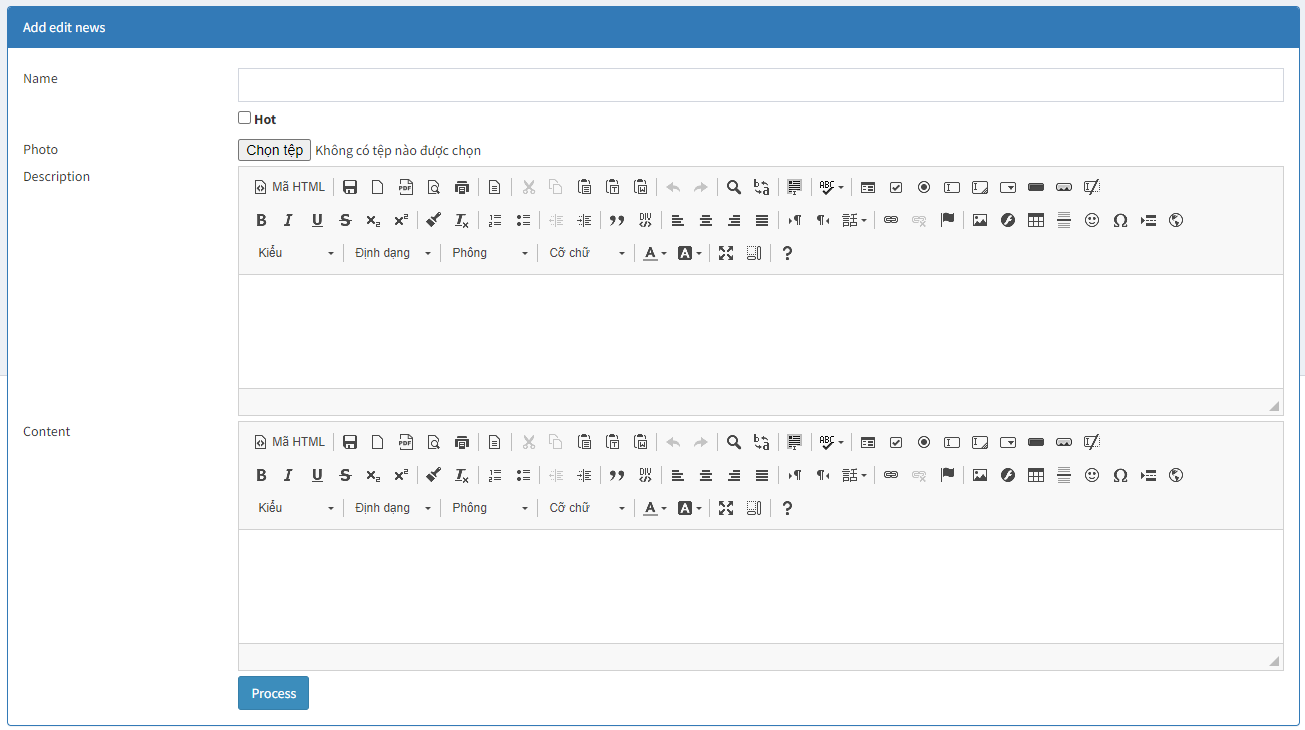 Add edit news
Name
Hot
Photo
Chọn tệp Không có tệp nào được chọn
Description
Mã HTML
Kiểu Định dạng Phông Cỡ chữ
Content
Mã HTML
Kiểu Định dạng Phông Cỡ chữ
Process